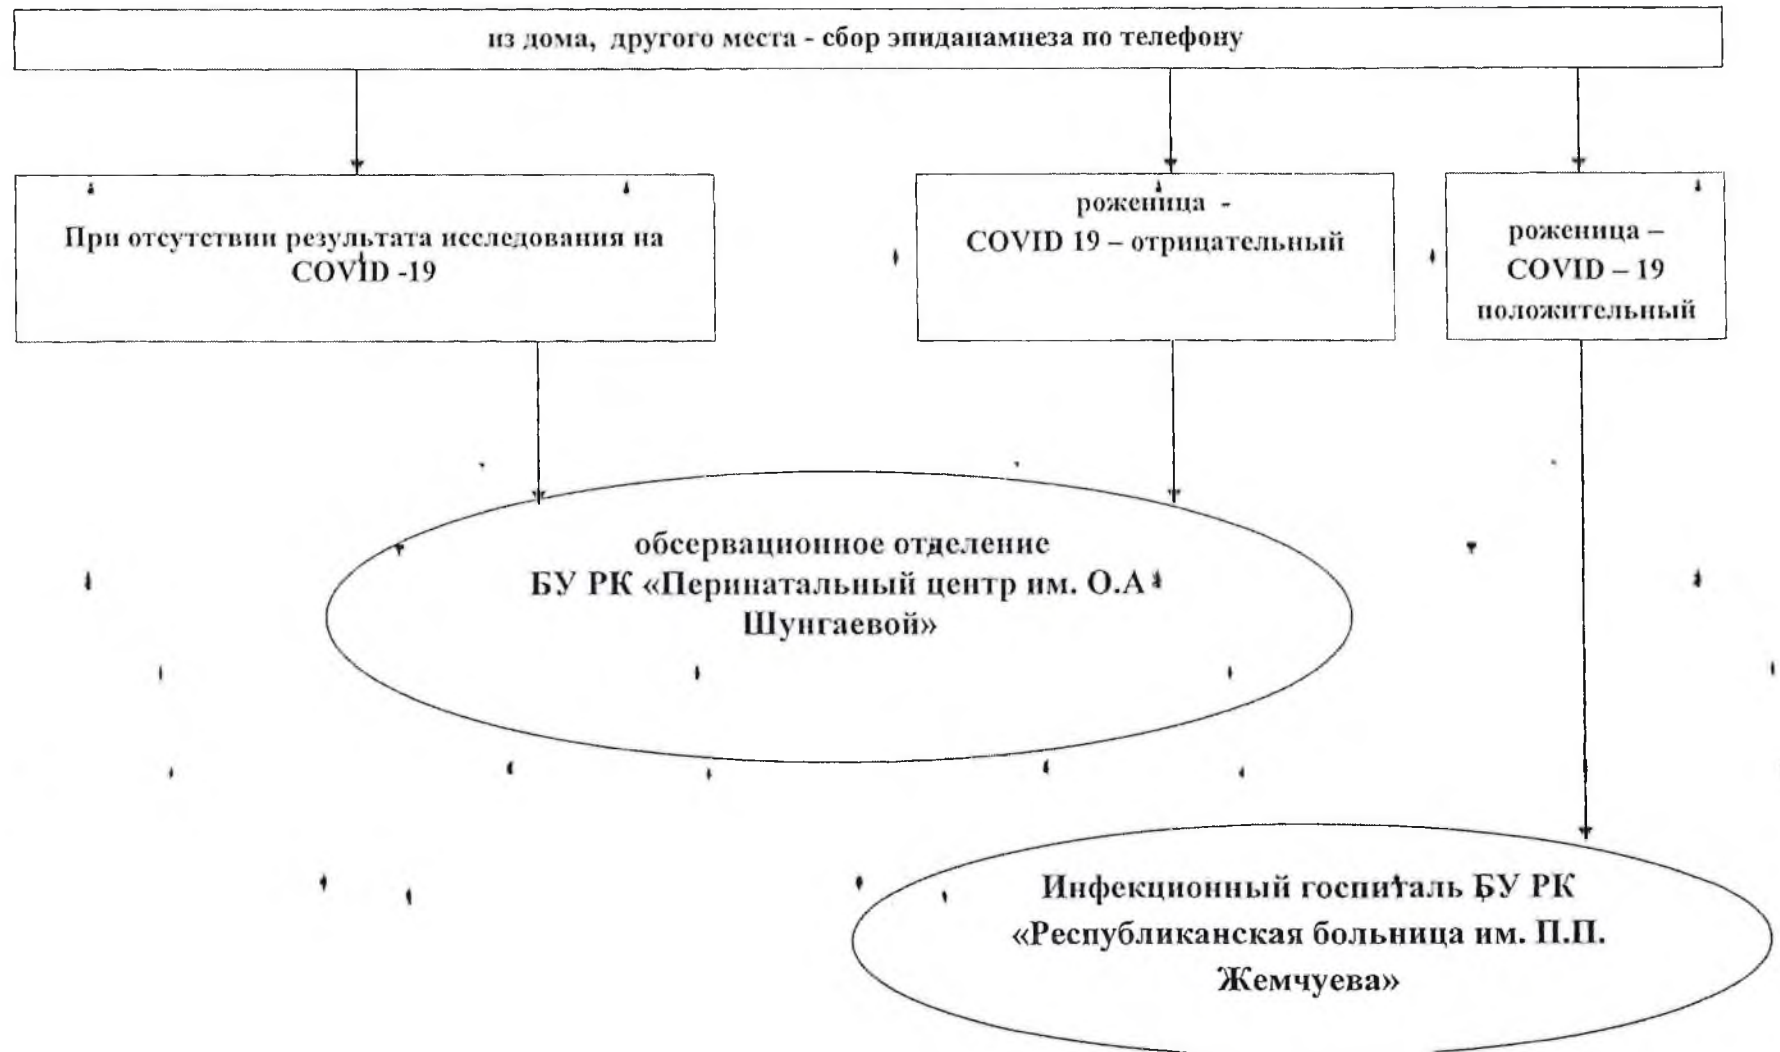 из дома, другого места - сбор эпиданамнеза по телефону
При отсутствии результата исследования на
COVID -19
роженица -
COVID 19 – отрицательный
роженица –
COVID – 19
положительный
обсервационное отделение
БУ РК «Перинатальный центр им. О.А
Шунгаевой»
Инфекционный госпиталь БУ РК
«Республиканская больница им. П.П.
Жемчуева»